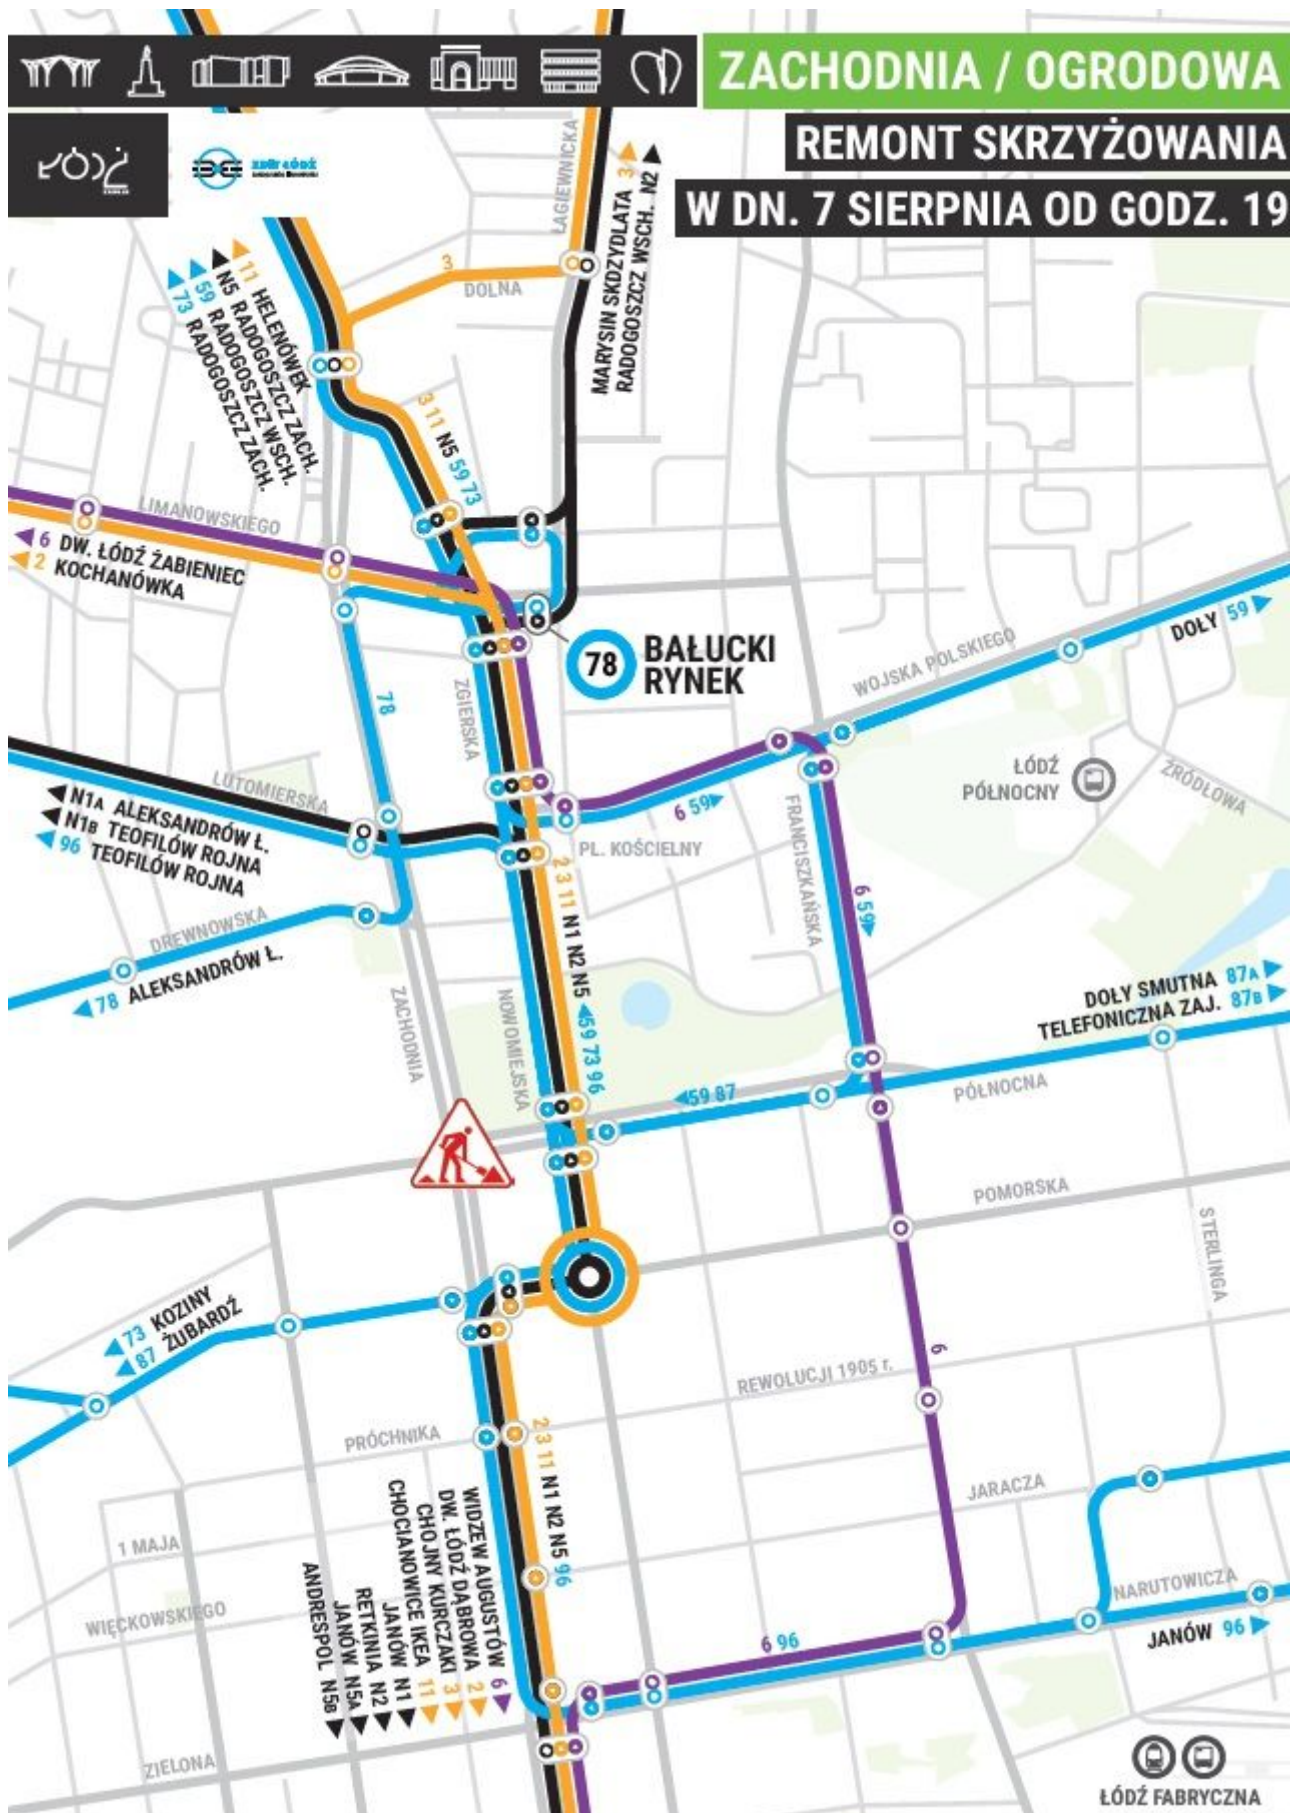 ZACHODNIA / OGRODOWA
REMONT SKRZYŻOWANIA
W DN. 7 SIERPNIA OD GODZ. 19
ŁÓDŹ
ŁAGIEWNICKA
MARYSIN SKDZYDLATA 3
RADOGOSZCZ WSCH. N2
3
DOLNA
11 HELENÓWEK
N5 RADOGOSZCZ ZACH.
59 RADOGOSZCZ WSCH.
73 RADOGOSZCZ ZACH.
3 11 N5 59 73
LIMANOWSKIEGO
6 DW. ŁÓDŹ ŻABIENIEC
2 KOCHANÓWKA
78
BAŁUCKI
RYNEK
DOŁY 59
WOJSKA POLSKIEGO
ZGIERSKA
78
ŁÓDŹ
PÓŁNOCNY
ŹRÓDŁOWA
LUTOMIERSKA
N1A ALEKSANDRÓW Ł.
N1B TEOFILÓW ROJNA
96 TEOFILÓW ROJNA
6 59
PL. KOŚCIELNY
FRANCISZKAŃSKA
6 59
2 3 11 N1 N2 N5 59 73 96
DREWNOWSKA
78 ALEKSANDRÓW Ł.
ZACHODNIA
NOWOMIEJSKA
DOŁY SMUTNA 87A
TELEFONICZNA ZAJ. 87B
PÓŁNOCNA
59 87
POMORSKA
STERLINGA
73 KOZINY
87 ŻUBARDŹ
6
REWOLUCJI 1905 r.
PRÓCHNIKA
2 3 11 N1 N2 N5 96
JARACZA
1 MAJA
WIĘCKOWSKIEGO
WIDZEW AUGUSTÓW 6
DW. ŁÓDŹ DĄBROWA 2
CHOJNY KURCZAKI 3
CHOCIANOWICE IKEA 11
JANÓW N1
RETKINIA N2
JANÓW N5A
ANDRESPOL N5B
NARUTOWICZA
JANÓW 96
6 96
ZIELONA
ŁÓDŹ FABRYCZNA